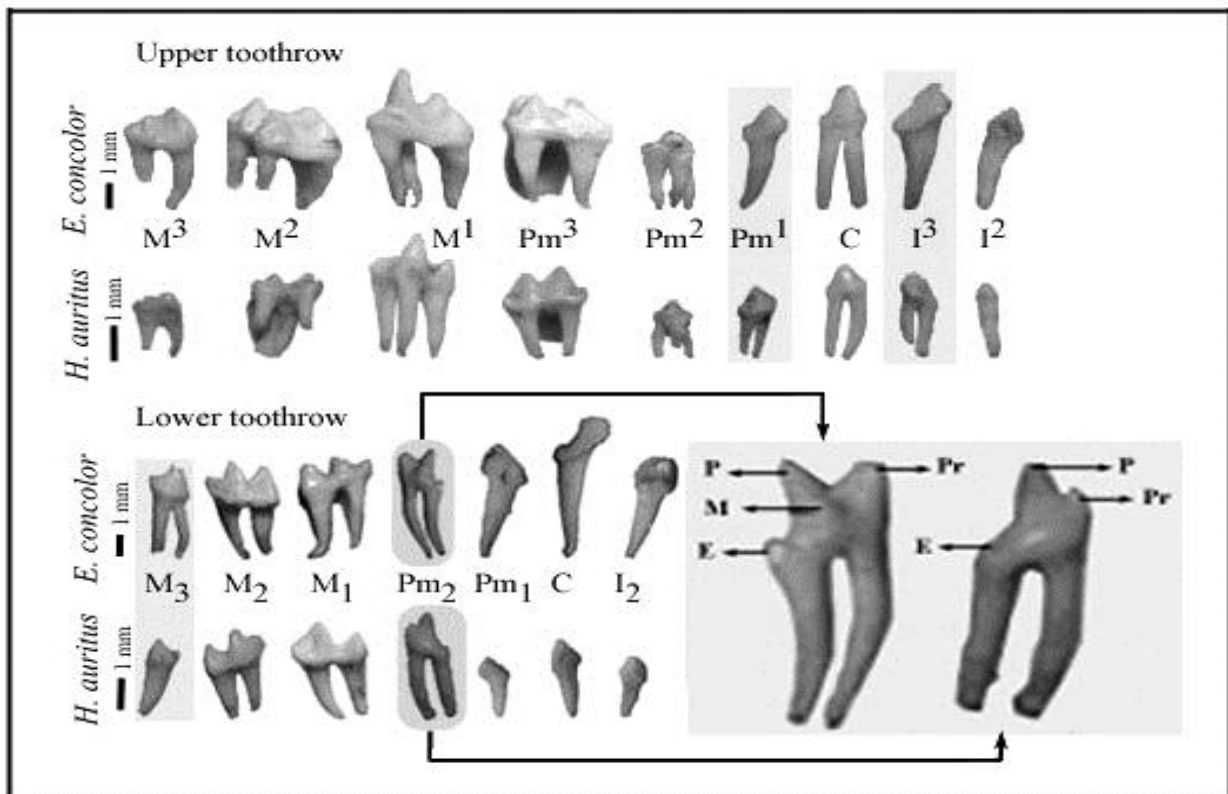 Upper toothrow
E. concolor
1 mm
M³ M² M¹ Pm³ Pm² Pm¹ C I³ I²
H. auritus
1 mm
Lower toothrow
E. concolor
1 mm
M₃ M₂ M₁ Pm₂ Pm₁ C I₂
H. auritus
1 mm
P Pr P
M Pr
E E